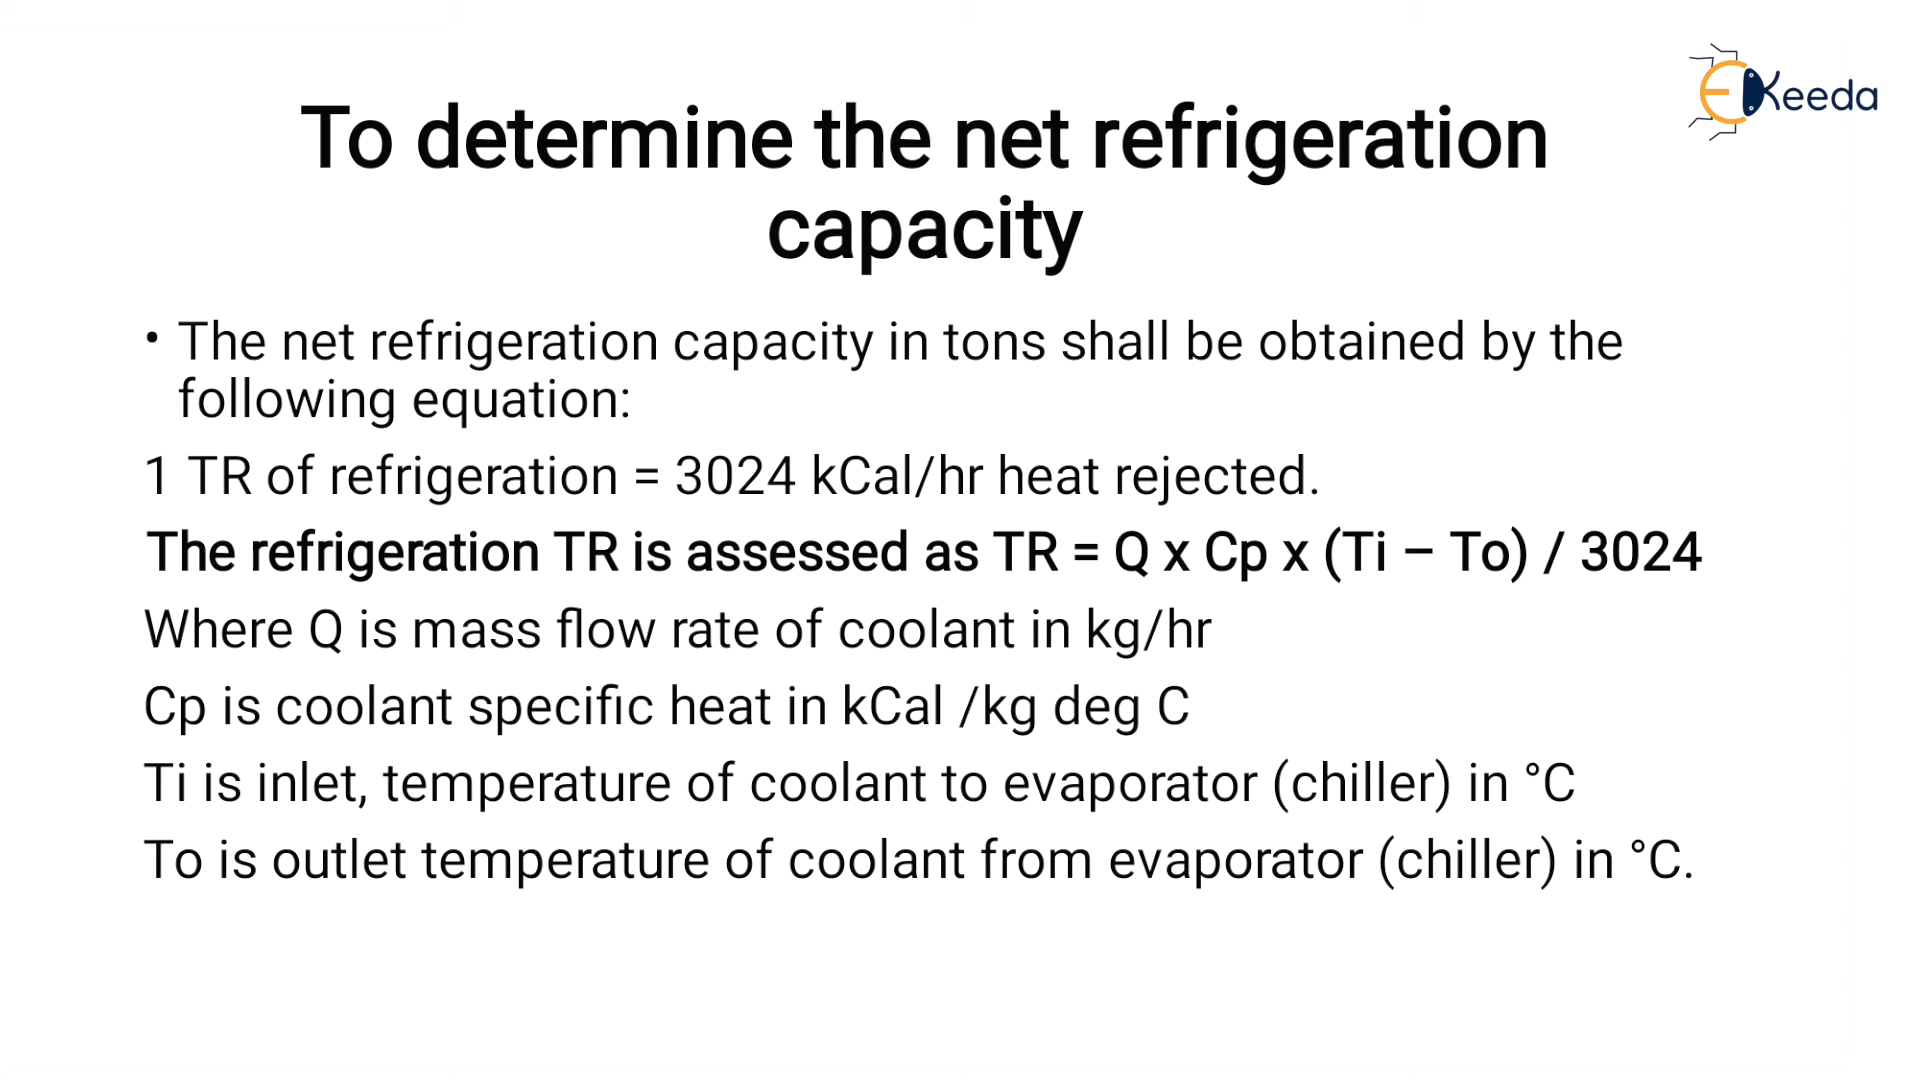 EKeeda
To determine the net refrigeration
capacity
• The net refrigeration capacity in tons shall be obtained by the
following equation:
1 TR of refrigeration = 3024 kCal/hr heat rejected.
The refrigeration TR is assessed as TR = Q x Cp x (Ti – To) / 3024
Where Q is mass flow rate of coolant in kg/hr
Cp is coolant specific heat in kCal /kg deg C
Ti is inlet, temperature of coolant to evaporator (chiller) in °C
To is outlet temperature of coolant from evaporator (chiller) in °C.